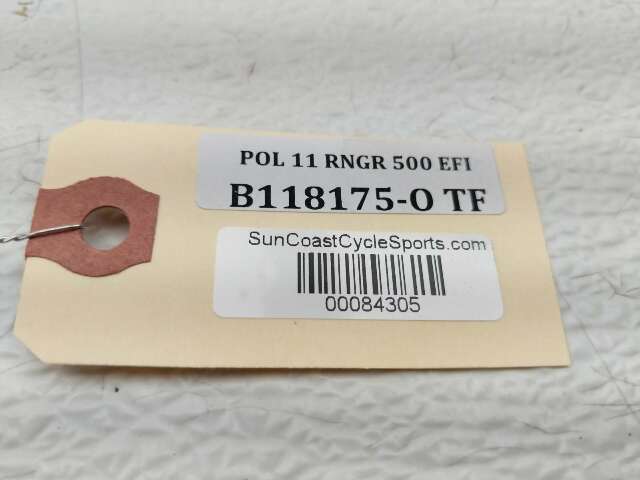 POL 11 RNGR 500 EFI
B118175-O TF
SunCoastCycleSports.com
00084305